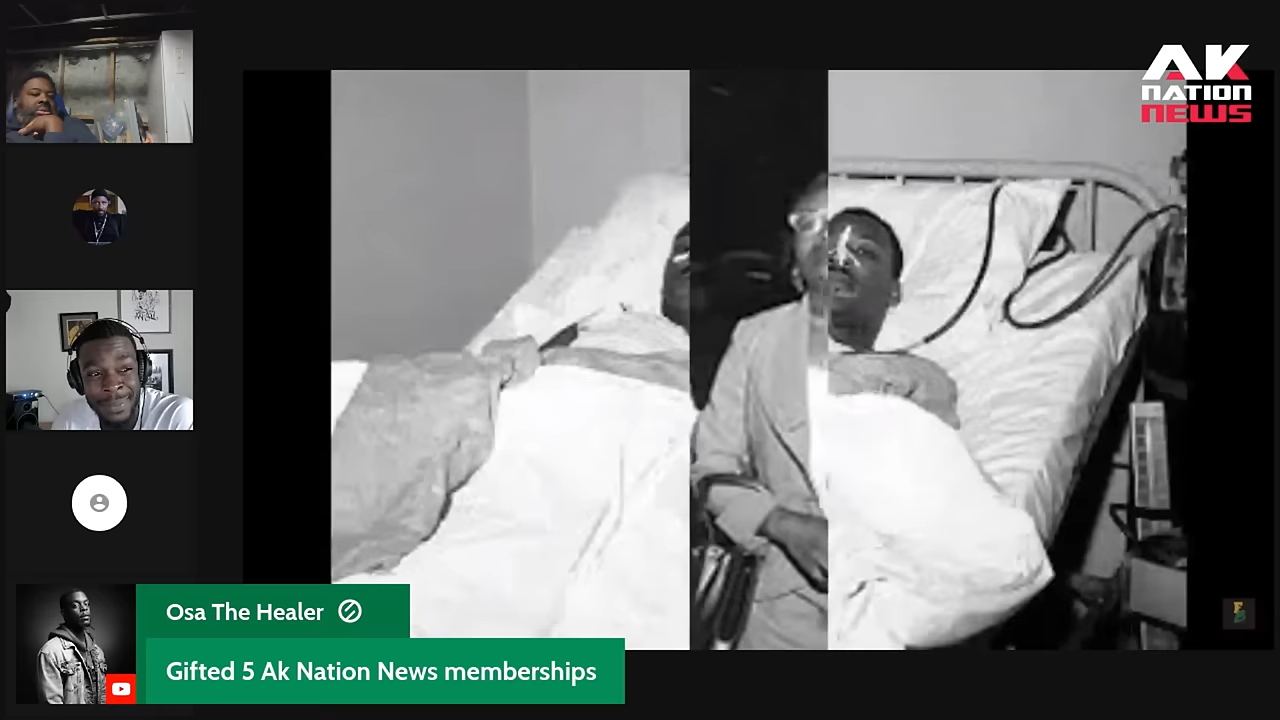 AK
NATION
NEWS
Osa The Healer
Gifted 5 Ak Nation News memberships